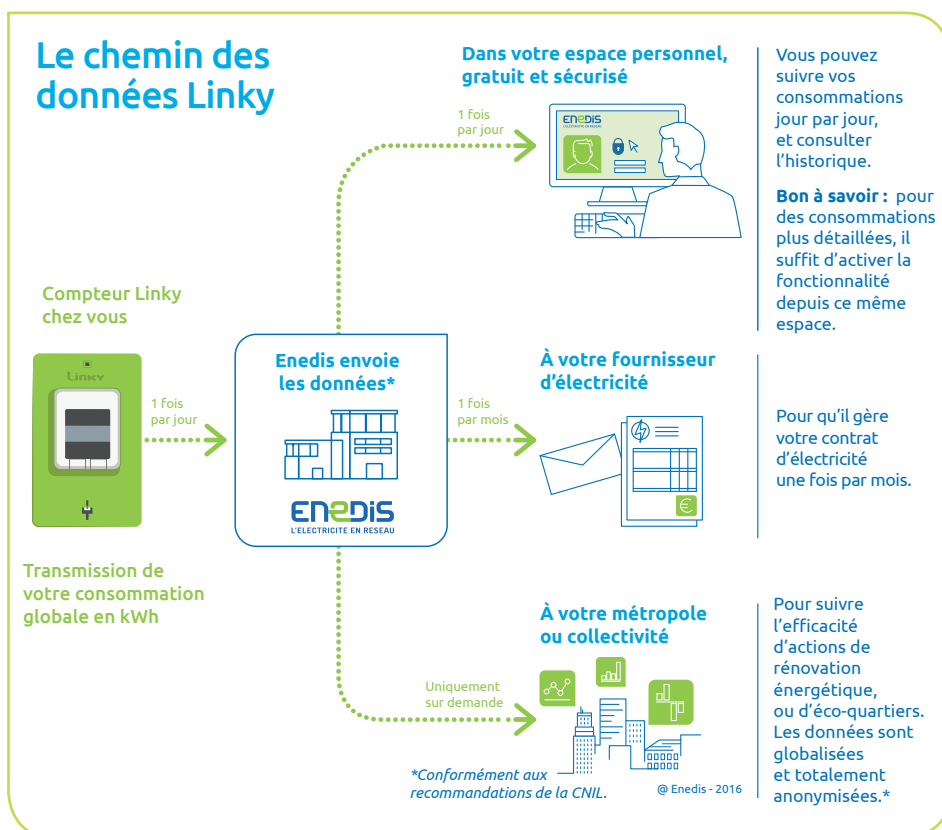 Le chemin des
données Linky
Compteur Linky
chez vous
Linky
1 fois
par jour
Transmission de
votre consommation
globale en kWh
Enedis envoie
les données*
ENEDIS
L'ELECTRICITE EN RESEAU
1 fois
par jour
Dans votre espace personnel,
gratuit et sécurisé
ENEDIS
L'ELECTRICITE EN RESEAU
Vous pouvez
suivre vos
consommations
jour par jour,
et consulter
l'historique.
Bon à savoir : pour
des consommations
plus détaillées, il
suffit d'activer la
fonctionnalité
depuis ce même
espace.
1 fois
par mois
À votre fournisseur
d'électricité
€
Pour qu'il gère
votre contrat
d'électricité
une fois par mois.
Uniquement
sur demande
À votre métropole
ou collectivité
Pour suivre
l'efficacité
d'actions de
rénovation
énergétique,
ou d'éco-quartiers.
Les données sont
globalisées
et totalement
anonymisées.*
*Conformément aux
recommandations de la CNIL.
@ Enedis - 2016